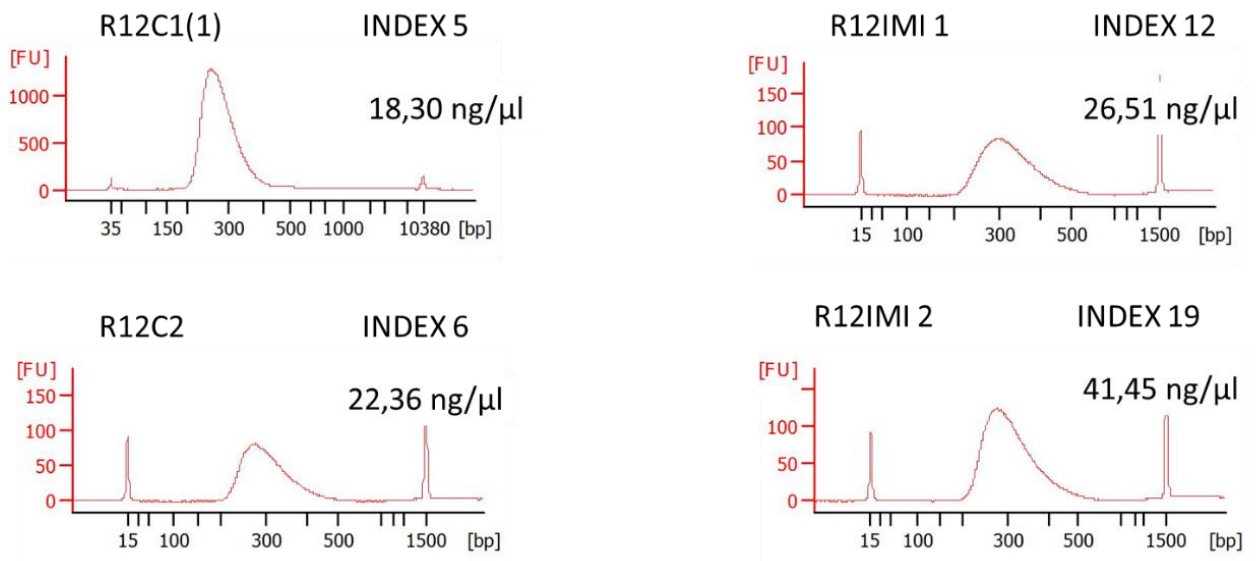 R12C1(1) INDEX 5
[FU]
18,30 ng/µl
1000
500
0
35 150 300 500 1000 10380 [bp]
R12IMI 1 INDEX 12
[FU]
150
26,51 ng/µl
100
50
0
15 100 300 500 1500 [bp]
R12C2 INDEX 6
[FU]
150
22,36 ng/µl
100
50
0
15 100 300 500 1500 [bp]
R12IMI 2 INDEX 19
[FU]
41,45 ng/µl
100
50
0
15 100 300 500 1500 [bp]